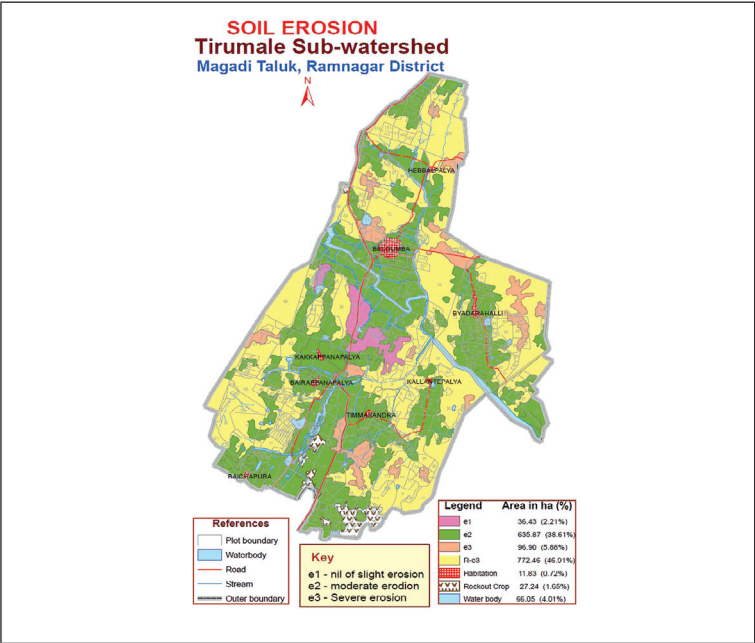 SOIL EROSION
Tirumale Sub-watershed
Magadi Taluk, Ramnagar District
N
HEBBALPALYA
BYADARAHALLI
KAKKAPPANAPALYA
BAIRAPPANAPALYA
KALLANTEPALYA
TIMMASANDRA
BAICHAPURA
References
Plot boundary
Waterbody
Road
Stream
Outer boundary
Key
e1 - nil of slight erosion
e2 - moderate erodion
e3 - Severe erosion
Legend Area in ha (%)
e1 36.43 (2.21%)
e2 635.87 (38.61%)
e3 96.90 (5.88%)
R-e3 772.46 (46.01%)
Habitation 11.83 (0.72%)
Rockout Crop 27.24 (1.65%)
Water body 66.05 (4.01%)